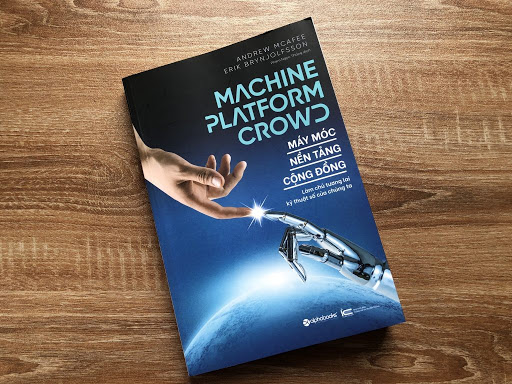 ANDREW MCAFEE
ERIK BRYNJOLFSSON
MACHINE
PLATFORM
CROWD
MÁY MÓC
NỀN TẢNG
CỘNG ĐỒNG
Làm chủ tương lai
kỹ thuật số của chúng ta
alphabooks